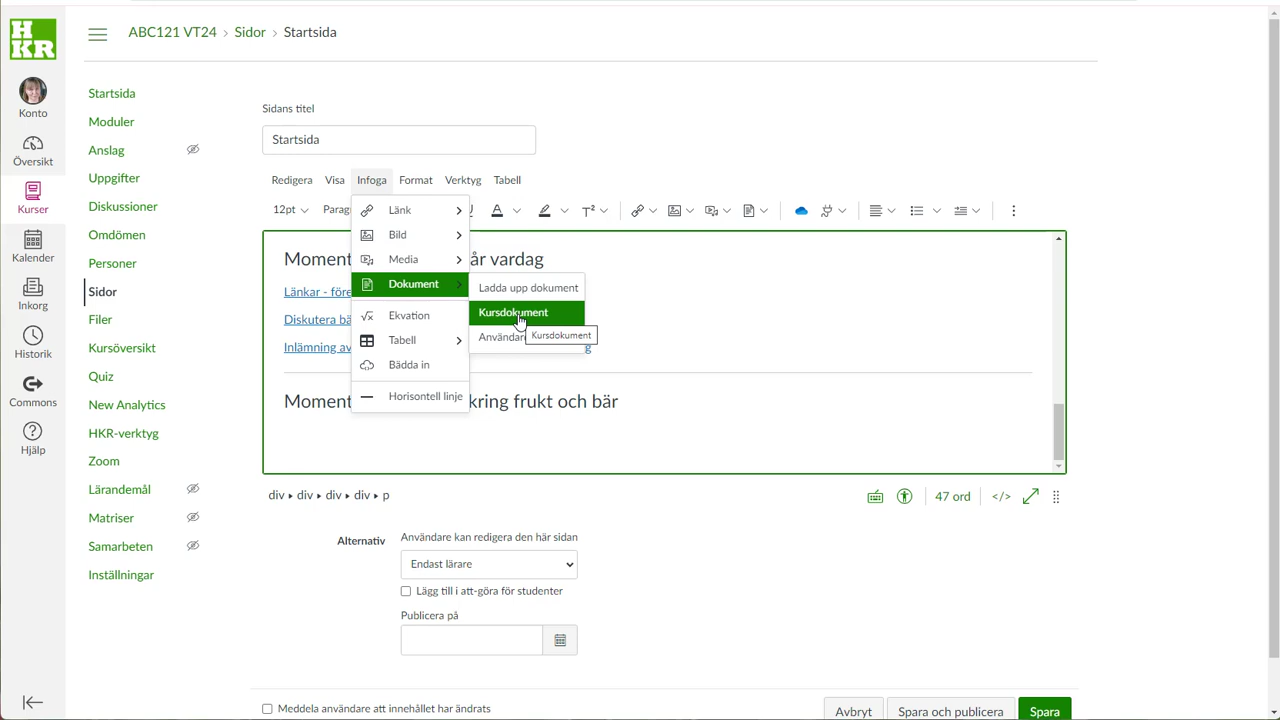 HKR
ABC121 VT24 › Sidor › Startsida
Konto
Översikt
Kurser
Kalender
Inkorg
Historik
Commons
Hjälp
Startsida
Moduler
Anslag
Uppgifter
Diskussioner
Omdömen
Personer
Sidor
Filer
Kursöversikt
Quiz
New Analytics
HKR-verktyg
Zoom
Lärandemål
Matriser
Samarbeten
Inställningar
Sidans titel
Startsida
Redigera Visa Infoga Format Verktyg Tabell
12pt Parag
Länk
Bild
Media
Dokument
Ekvation
Tabell
Bädda in
Horisontell linje
Ladda upp dokument
Kursdokument
Användar
Kursdokument
Moment år vardag
Länkar - före
Diskutera bä
Inlämning av g
Moment kring frukt och bär
div ▸ div ▸ div ▸ div ▸ p
47 ord </>
Alternativ Användare kan redigera den här sidan
Endast lärare
Lägg till i att-göra för studenter
Publicera på
Meddela användare att innehållet har ändrats
Avbryt Spara och publicera Spara